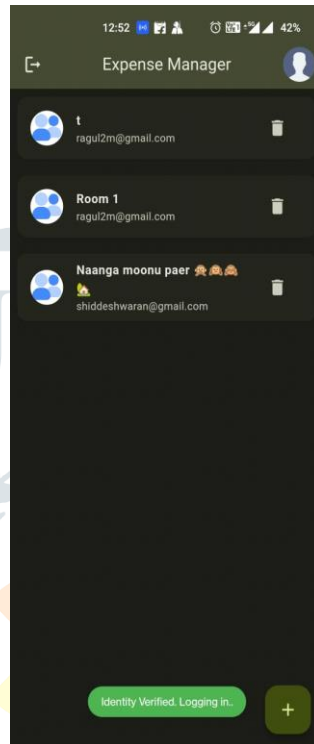 12:52 42%
Expense Manager
t
ragul2m@gmail.com
Room 1
ragul2m@gmail.com
Naanga moonu paer 🙊🙉🙈
🏡
shiddeshwaran@gmail.com
Identity Verified. Logging in..
+